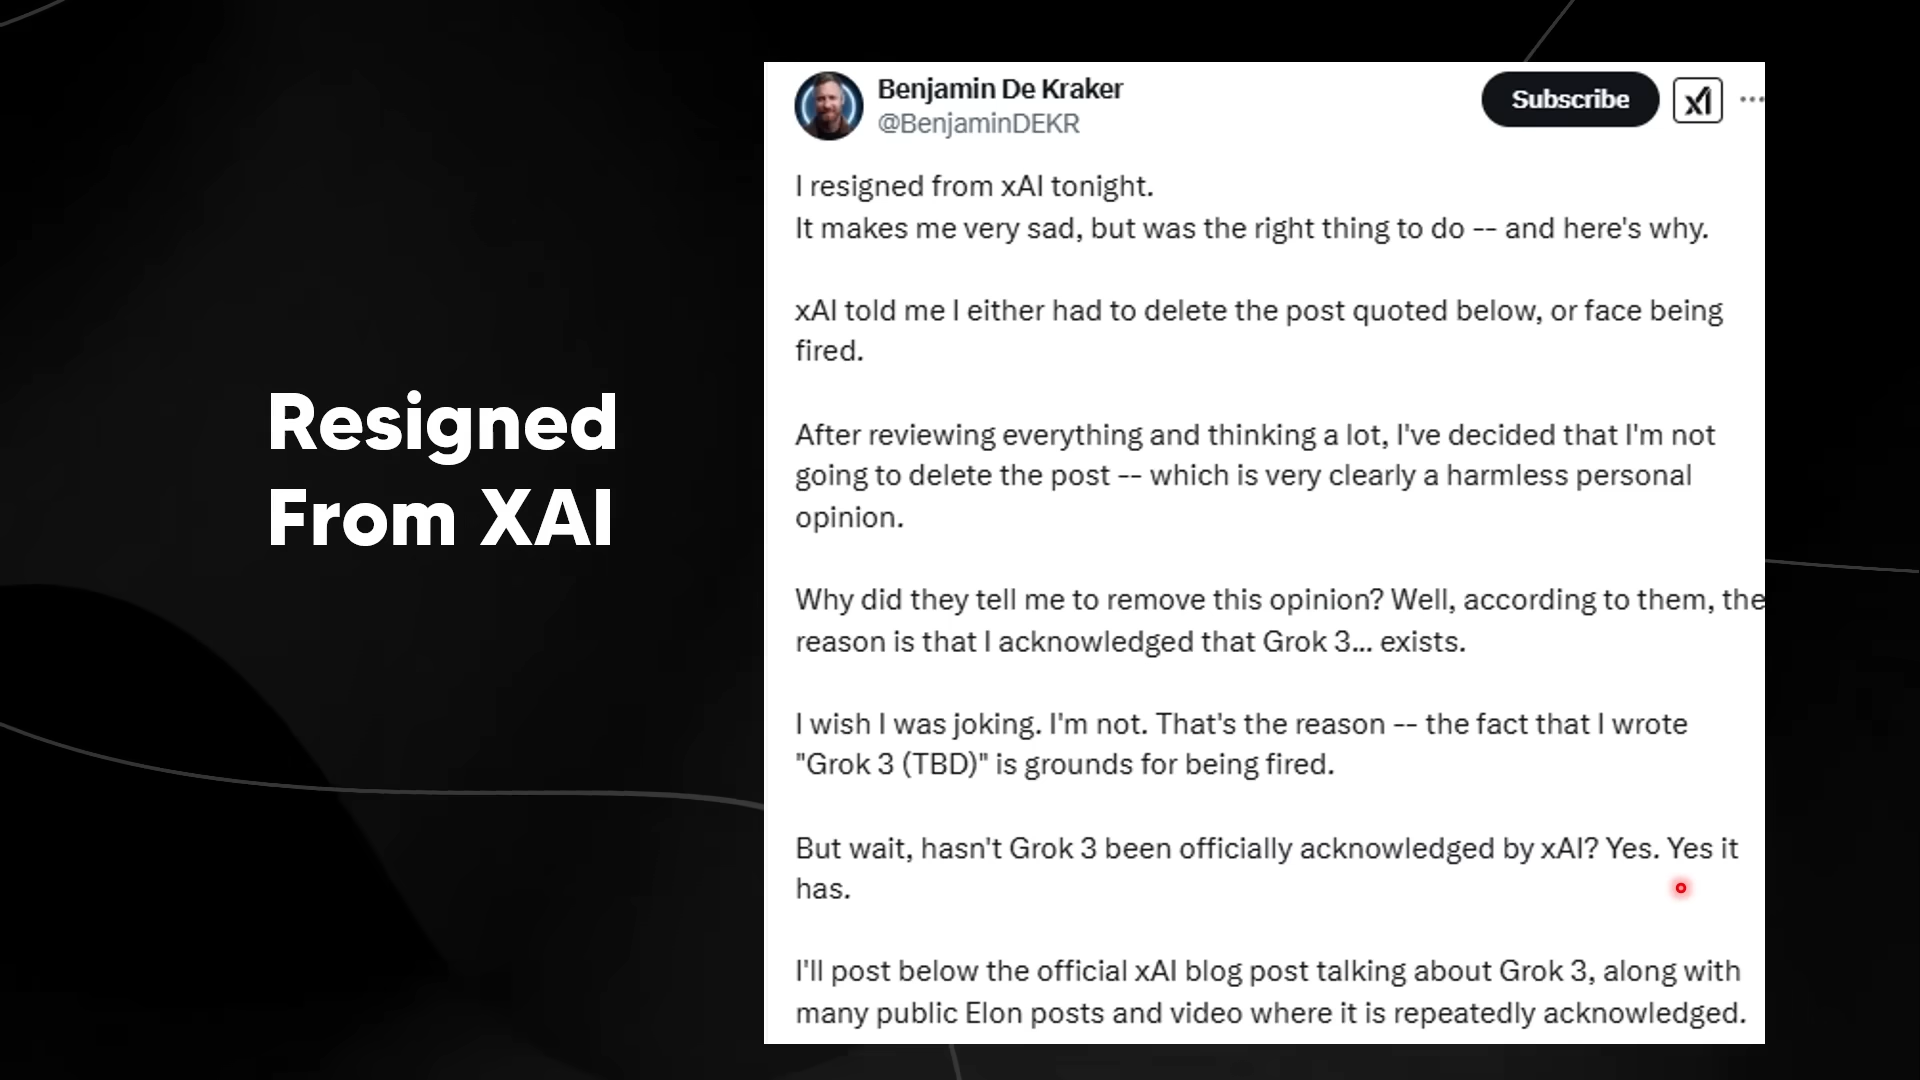 Resigned
From XAI
Benjamin De Kraker
@BenjaminDEKR
Subscribe
xI
I resigned from xAI tonight.
It makes me very sad, but was the right thing to do -- and here's why.
xAI told me I either had to delete the post quoted below, or face being
fired.
After reviewing everything and thinking a lot, I've decided that I'm not
going to delete the post -- which is very clearly a harmless personal
opinion.
Why did they tell me to remove this opinion? Well, according to them, the
reason is that I acknowledged that Grok 3... exists.
I wish I was joking. I'm not. That's the reason -- the fact that I wrote
"Grok 3 (TBD)" is grounds for being fired.
But wait, hasn't Grok 3 been officially acknowledged by xAI? Yes. Yes it
has.
I'll post below the official xAI blog post talking about Grok 3, along with
many public Elon posts and video where it is repeatedly acknowledged.